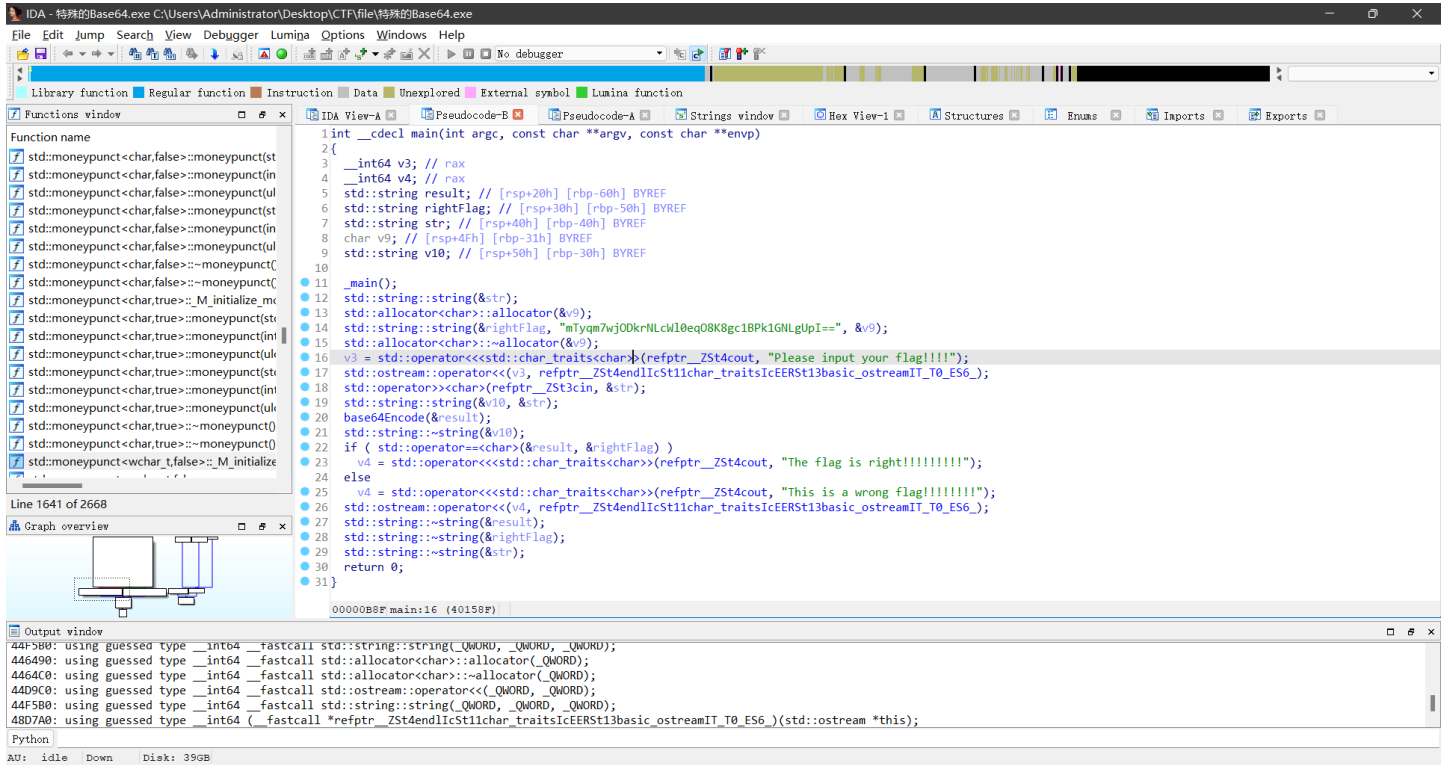 IDA - 特殊的Base64.exe C:\Users\Administrator\Desktop\CTF\file\特殊的Base64.exe
File Edit Jump Search View Debugger Lumina Options Windows Help
No debugger
Library function Regular function Instruction Data Unexplored External symbol Lumina function
Functions window
Function name
std::moneypunct<char,false>::moneypunct(st
std::moneypunct<char,false>::moneypunct(in
std::moneypunct<char,false>::moneypunct(ul
std::moneypunct<char,false>::moneypunct(st
std::moneypunct<char,false>::moneypunct(in
std::moneypunct<char,false>::moneypunct(ul
std::moneypunct<char,false>::~moneypunct(
std::moneypunct<char,false>::~moneypunct(
std::moneypunct<char,true>::_M_initialize_mo
std::moneypunct<char,true>::moneypunct(std
std::moneypunct<char,true>::moneypunct(int
std::moneypunct<char,true>::moneypunct(ulo
std::moneypunct<char,true>::moneypunct(std
std::moneypunct<char,true>::moneypunct(int
std::moneypunct<char,true>::moneypunct(ulo
std::moneypunct<char,true>::~moneypunct()
std::moneypunct<char,true>::~moneypunct()
std::moneypunct<wchar_t,false>::_M_initialize
Line 1641 of 2668
Graph overview
IDA View-A Pseudocode-B Pseudocode-A Strings window Hex View-1 Structures Enums Imports Exports
1 int __cdecl main(int argc, const char **argv, const char **envp)
2 {
3 __int64 v3; // rax
4 __int64 v4; // rax
5 std::string result; // [rsp+20h] [rbp-60h] BYREF
6 std::string rightFlag; // [rsp+30h] [rbp-50h] BYREF
7 std::string str; // [rsp+40h] [rbp-40h] BYREF
8 char v9; // [rsp+4Fh] [rbp-31h] BYREF
9 std::string v10; // [rsp+50h] [rbp-30h] BYREF
10
11 _main();
12 std::string::string(&str);
13 std::allocator<char>::allocator(&v9);
14 std::string::string(&rightFlag, "mTyqm7wjODkrNLcWl0eqO8K8gc1BPk1GNLgUpI==", &v9);
15 std::allocator<char>::~allocator(&v9);
16 v3 = std::operator<<<std::char_traits<char>>(refptr__ZSt4cout, "Please input your flag!!!!");
17 std::ostream::operator<<(v3, refptr__ZSt4endlIcSt11char_traitsIcEERSt13basic_ostreamIT_T0_ES6_);
18 std::operator>><char>(refptr__ZSt3cin, &str);
19 std::string::string(&v10, &str);
20 base64Encode(&result);
21 std::string::~string(&v10);
22 if ( std::operator==<char>(&result, &rightFlag) )
23 v4 = std::operator<<<std::char_traits<char>>(refptr__ZSt4cout, "The flag is right!!!!!!!!!");
24 else
25 v4 = std::operator<<<std::char_traits<char>>(refptr__ZSt4cout, "This is a wrong flag!!!!!!!!");
26 std::ostream::operator<<(v4, refptr__ZSt4endlIcSt11char_traitsIcEERSt13basic_ostreamIT_T0_ES6_);
27 std::string::~string(&result);
28 std::string::~string(&rightFlag);
29 std::string::~string(&str);
30 return 0;
31 }
00000B8F main:16 (40158F)
Output window
44F5B0: using guessed type __int64 __fastcall std::string::string(_QWORD, _QWORD, _QWORD);
446490: using guessed type __int64 __fastcall std::allocator<char>::allocator(_QWORD);
4464C0: using guessed type __int64 __fastcall std::allocator<char>::~allocator(_QWORD);
44D9C0: using guessed type __int64 __fastcall std::ostream::operator<<(_QWORD, _QWORD);
44F5B0: using guessed type __int64 __fastcall std::string::string(_QWORD, _QWORD, _QWORD);
48D7A0: using guessed type __int64 (__fastcall *refptr__ZSt4endlIcSt11char_traitsIcEERSt13basic_ostreamIT_T0_ES6_)(std::ostream *this);
Python
AU: idle Down Disk: 39GB